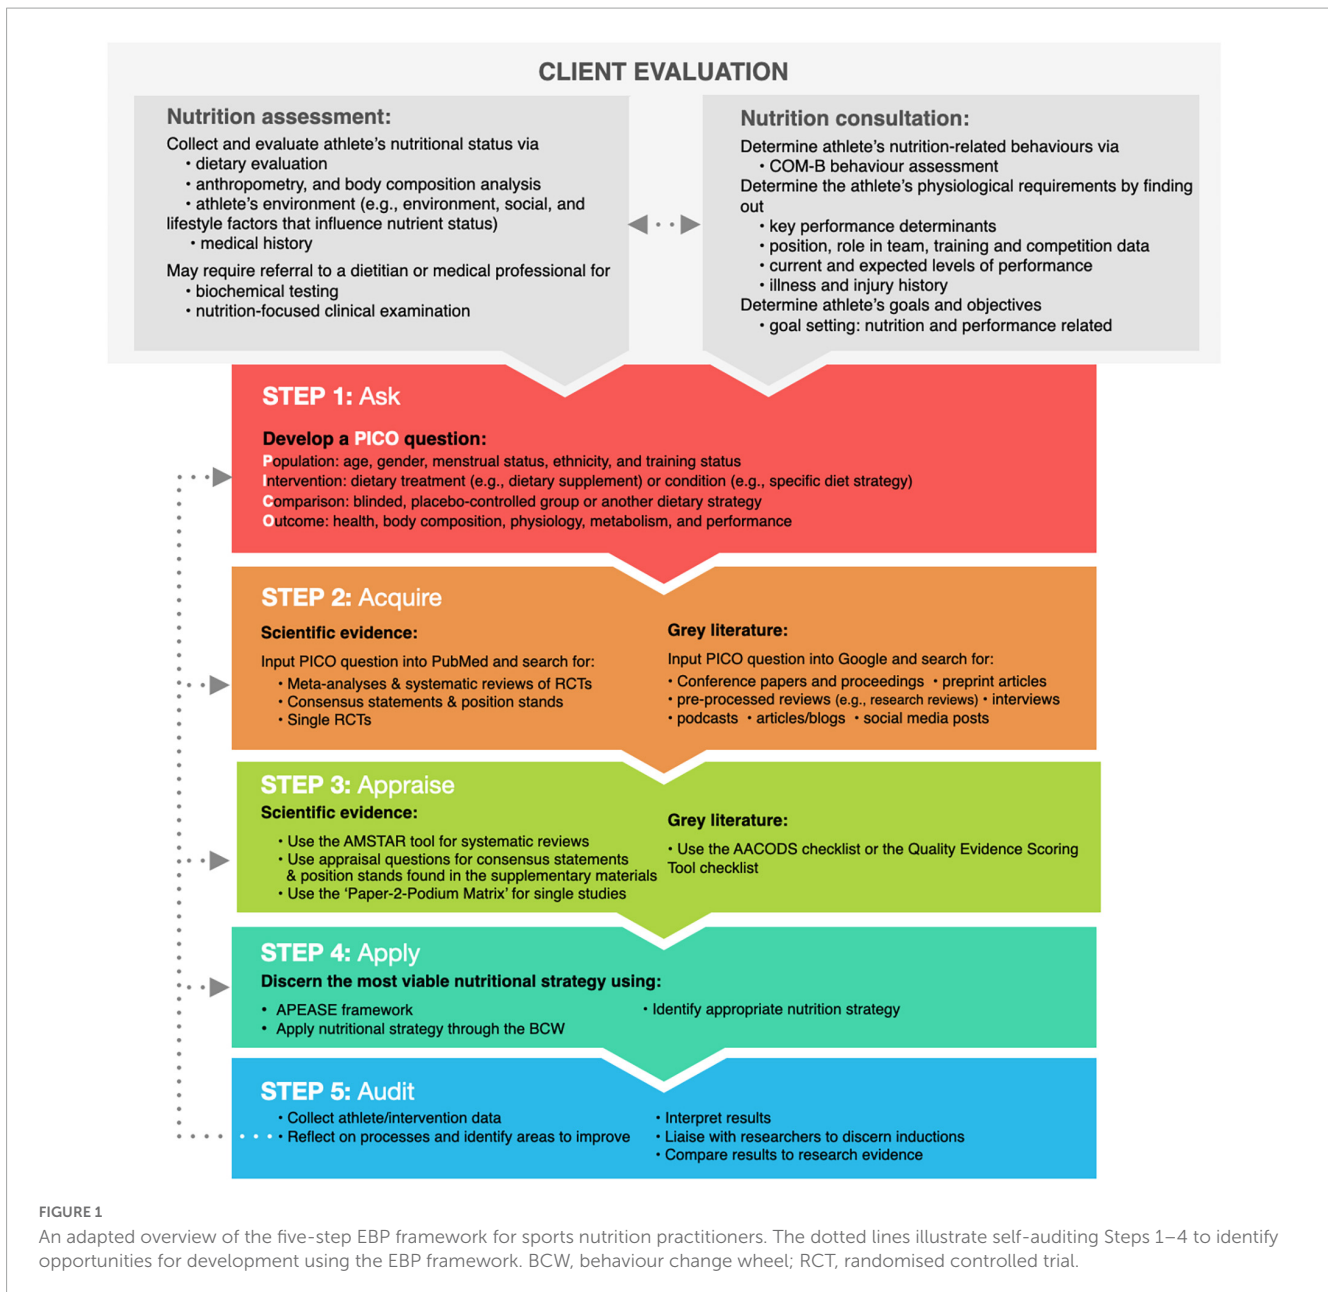 CLIENT EVALUATION
Nutrition assessment:
Collect and evaluate athlete's nutritional status via
• dietary evaluation
• anthropometry, and body composition analysis
• athlete's environment (e.g., environment, social, and
lifestyle factors that influence nutrient status)
• medical history
May require referral to a dietitian or medical professional for
• biochemical testing
• nutrition-focused clinical examination
Nutrition consultation:
Determine athlete's nutrition-related behaviours via
• COM-B behaviour assessment
Determine the athlete's physiological requirements by finding
out
• key performance determinants
• position, role in team, training and competition data
• current and expected levels of performance
• illness and injury history
Determine athlete's goals and objectives
• goal setting: nutrition and performance related
STEP 1: Ask
Develop a PICO question:
Population: age, gender, menstrual status, ethnicity, and training status
Intervention: dietary treatment (e.g., dietary supplement) or condition (e.g., specific diet strategy)
Comparison: blinded, placebo-controlled group or another dietary strategy
Outcome: health, body composition, physiology, metabolism, and performance
STEP 2: Acquire
Scientific evidence:
Input PICO question into PubMed and search for:
• Meta-analyses & systematic reviews of RCTs
• Consensus statements & position stands
• Single RCTs
Grey literature:
Input PICO question into Google and search for:
• Conference papers and proceedings • preprint articles
• pre-processed reviews (e.g., research reviews) • interviews
• podcasts • articles/blogs • social media posts
STEP 3: Appraise
Scientific evidence:
• Use the AMSTAR tool for systematic reviews
• Use appraisal questions for consensus statements
& position stands found in the supplementary materials
• Use the 'Paper-2-Podium Matrix' for single studies
Grey literature:
• Use the AACODS checklist or the Quality Evidence Scoring
Tool checklist
STEP 4: Apply
Discern the most viable nutritional strategy using:
• APEASE framework
• Apply nutritional strategy through the BCW
• Identify appropriate nutrition strategy
STEP 5: Audit
• Collect athlete/intervention data
• Reflect on processes and identify areas to improve
• Interpret results
• Liaise with researchers to discern inductions
• Compare results to research evidence
FIGURE 1
An adapted overview of the five-step EBP framework for sports nutrition practitioners. The dotted lines illustrate self-auditing Steps 1–4 to identify
opportunities for development using the EBP framework. BCW, behaviour change wheel; RCT, randomised controlled trial.